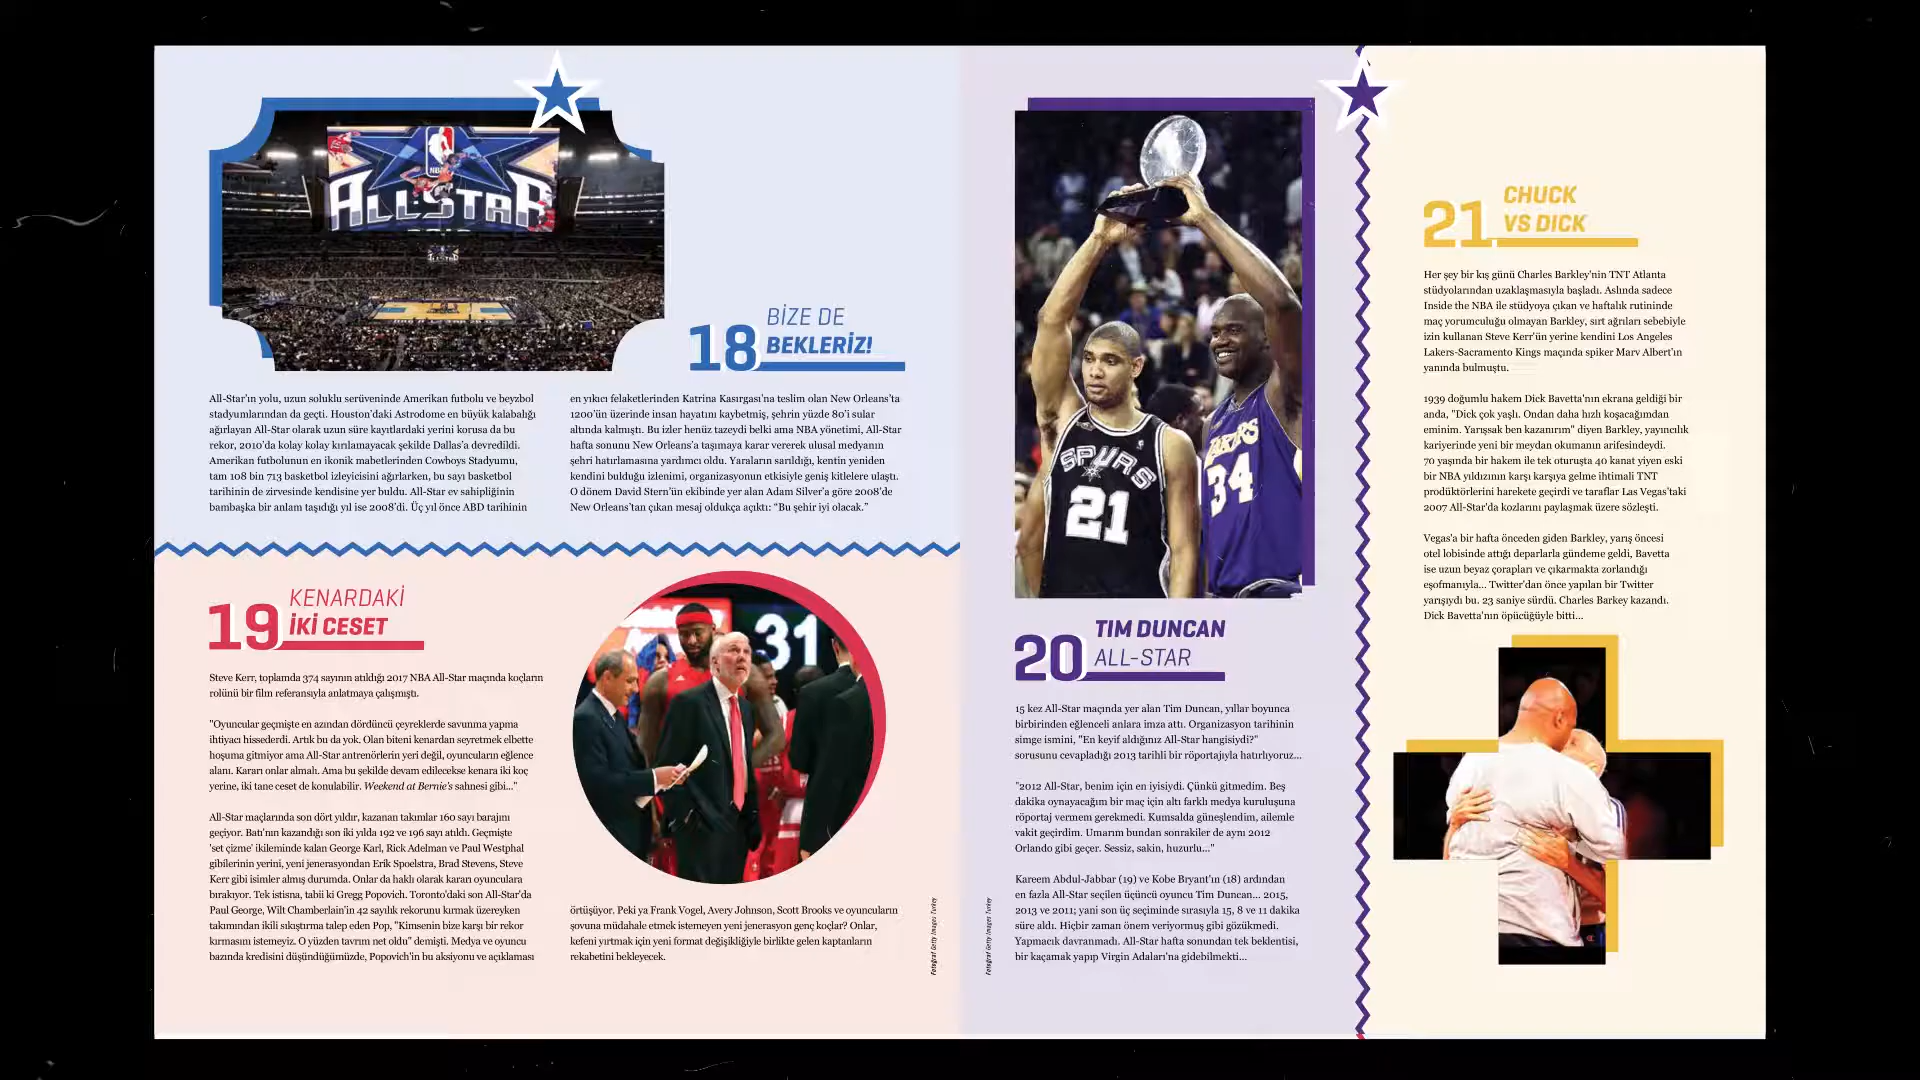 ALL-STAR
18
BİZE DE
BEKLERİZ!
All-Star'ın yolu, uzun soluklu serüveninde Amerikan futbolu ve beyzbol
stadyumlarından da geçti. Houston'daki Astrodome en büyük kalabalığı
ağırlayan All-Star olarak uzun süre kayıtlardaki yerini korusa da bu
rekor, 2010'da kolay kolay kırılamayacak şekilde Dallas'a devredildi.
Amerikan futbolunun en ikonik mabetlerinden Cowboys Stadyumu,
tam 108 bin 713 basketbol izleyicisini ağırlarken, bu sayı basketbol
tarihinin de zirvesinde kendisine yer buldu. All-Star ev sahipliğinin
bambaşka bir anlam taşıdığı yıl ise 2008'di. Üç yıl önce ABD tarihinin
en yıkıcı felaketlerinden Katrina Kasırgası'na teslim olan New Orleans'ta
1200'ün üzerinde insan hayatını kaybetmiş, şehrin yüzde 80'i sular
altında kalmıştı. Bu izler henüz tazeydi belki ama NBA yönetimi, All-Star
hafta sonunu New Orleans'a taşımaya karar vererek ulusal medyanın
şehri hatırlamasına yardımcı oldu. Yaraların sarıldığı, kentin yeniden
kendini bulduğu izlenimi, organizasyonun etkisiyle geniş kitlelere ulaştı.
O dönem David Stern'ün ekibinde yer alan Adam Silver'a göre 2008'de
New Orleans'tan çıkan mesaj oldukça açıktı: “Bu şehir iyi olacak.”
19
KENARDAKİ
İKİ CESET
Steve Kerr, toplamda 374 sayının atıldığı 2017 NBA All-Star maçında koçların
rolünü bir film referansıyla anlatmaya çalışmıştı.
"Oyuncular geçmişte en azından dördüncü çeyreklerde savunma yapma
ihtiyacı hissederdi. Artık bu da yok. Olan biteni kenardan seyretmek elbette
hoşuma gitmiyor ama All-Star antrenörlerin yeri değil, oyuncuların eğlence
alanı. Kararı onlar almalı. Ama bu şekilde devam edilecekse kenara iki koç
yerine, iki tane ceset de konulabilir. Weekend at Bernie's sahnesi gibi..."
All-Star maçlarında son dört yıldır, kazanan takımlar 160 sayı barajını
geçiyor. Batı'nın kazandığı son iki yılda 192 ve 196 sayı atıldı. Geçmişte
'set çizme' ikileminde kalan George Karl, Rick Adelman ve Paul Westphal
gibilerinin yerini, yeni jenerasyondan Erik Spoelstra, Brad Stevens, Steve
Kerr gibi isimler almış durumda. Onlar da haklı olarak kararı oyunculara
bırakıyor. Tek istisna, tabii ki Gregg Popovich. Toronto'daki son All-Star'da
Paul George, Wilt Chamberlain'in 42 sayılık rekorunu kırmak üzereyken
takımından ikili sıkıştırma talep eden Pop, "Kimsenin bize karşı bir rekor
kırmasını istemeyiz. O yüzden tavrım net oldu" demişti. Medya ve oyuncu
bazında kredisini düşündüğümüzde, Popovich'in bu aksiyonu ve açıklaması
31
örtüşüyor. Peki ya Frank Vogel, Avery Johnson, Scott Brooks ve oyuncuların
şovuna müdahale etmek istemeyen yeni jenerasyon genç koçlar? Onlar,
kefeni yırtmak için yeni format değişikliğiyle birlikte gelen kaptanların
rekabetini bekleyecek.
Fotoğraf Getty Images Turkey
SPURS
21
LAKERS
34
20
TIM DUNCAN
ALL-STAR
15 kez All-Star maçında yer alan Tim Duncan, yıllar boyunca
birbirinden eğlenceli anlara imza attı. Organizasyon tarihinin
simge ismini, "En keyif aldığınız All-Star hangisiydi?"
sorusunu cevapladığı 2013 tarihli bir röportajıyla hatırlıyoruz...
"2012 All-Star, benim için en iyisiydi. Çünkü gitmedim. Beş
dakika oynayacağım bir maç için altı farklı medya kuruluşuna
röportaj vermem gerekmedi. Kumsalda güneşlendim, ailemle
vakit geçirdim. Umarım bundan sonrakiler de aynı 2012
Orlando gibi geçer. Sessiz, sakin, huzurlu..."
Kareem Abdul-Jabbar (19) ve Kobe Bryant'ın (18) ardından
en fazla All-Star seçilen üçüncü oyuncu Tim Duncan... 2015,
2013 ve 2011; yani son üç seçiminde sırasıyla 15, 8 ve 11 dakika
süre aldı. Hiçbir zaman önem veriyormuş gibi gözükmedi.
Yapmacık davranmadı. All-Star hafta sonundan tek beklentisi,
bir kaçamak yapıp Virgin Adaları'na gidebilmekti...
Fotoğraf Getty Images Turkey
21
CHUCK
VS DICK
Her şey bir kış günü Charles Barkley'nin TNT Atlanta
stüdyolarından uzaklaşmasıyla başladı. Aslında sadece
Inside the NBA ile stüdyoya çıkan ve haftalık rutininde
maç yorumculuğu olmayan Barkley, sırt ağrıları sebebiyle
izin kullanan Steve Kerr'ün yerine kendini Los Angeles
Lakers-Sacramento Kings maçında spiker Marv Albert'ın
yanında bulmuştu.
1939 doğumlu hakem Dick Bavetta'nın ekrana geldiği bir
anda, "Dick çok yaşlı. Ondan daha hızlı koşacağımdan
eminim. Yarışsak ben kazanırım" diyen Barkley, yayıncılık
kariyerinde yeni bir meydan okumanın arifesindeydi.
70 yaşında bir hakem ile tek oturuşta 40 kanat yiyen eski
bir NBA yıldızının karşı karşıya gelme ihtimali TNT
prodüktörlerini harekete geçirdi ve taraflar Las Vegas'taki
2007 All-Star'da kozlarını paylaşmak üzere sözleşti.
Vegas'a bir hafta önceden giden Barkley, yarış öncesi
otel lobisinde attığı deparlarla gündeme geldi, Bavetta
ise uzun beyaz çorapları ve çıkarmakta zorlandığı
eşofmanıyla... Twitter'dan önce yapılan bir Twitter
yarışıydı bu. 23 saniye sürdü. Charles Barkey kazandı.
Dick Bavetta'nın öpücüğüyle bitti...